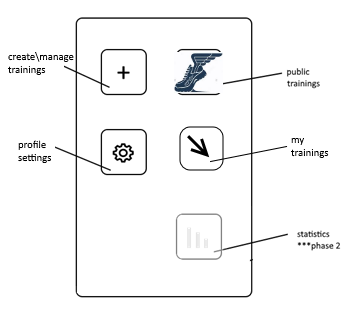 create\manage
trainings
public
trainings
profile
settings
my
trainings
statistics
***phase 2